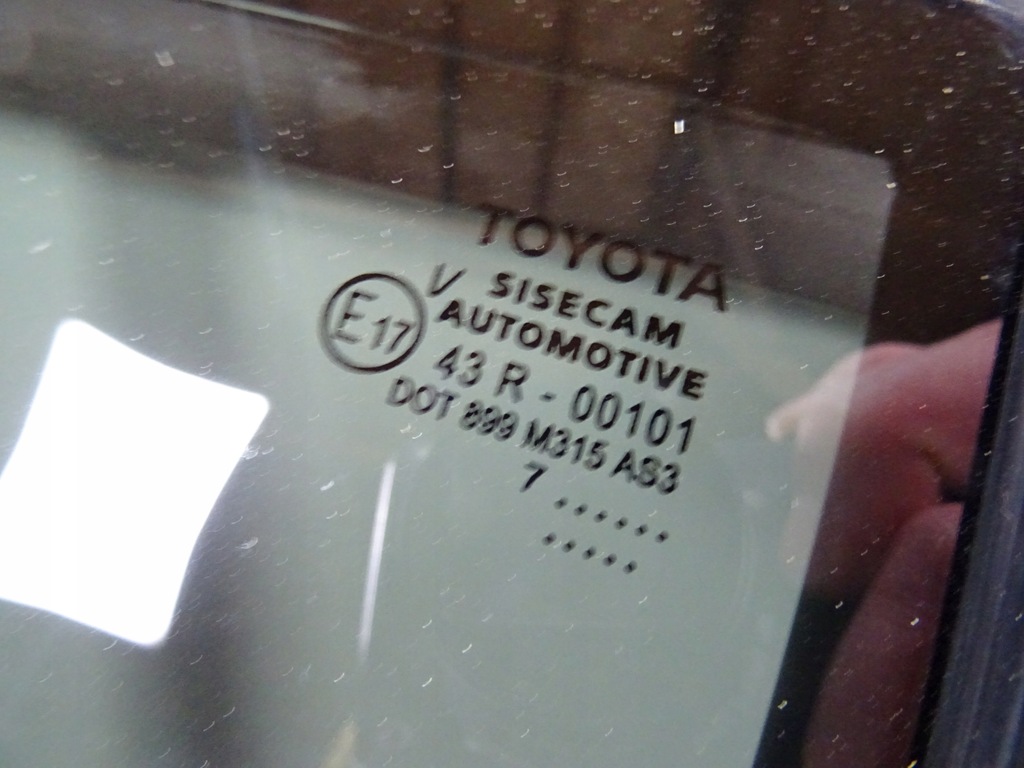 TOYOTA
V SISECAM
E17 AUTOMOTIVE
43 R - 00101
DOT 899 M315 AS3
7 ......
.....